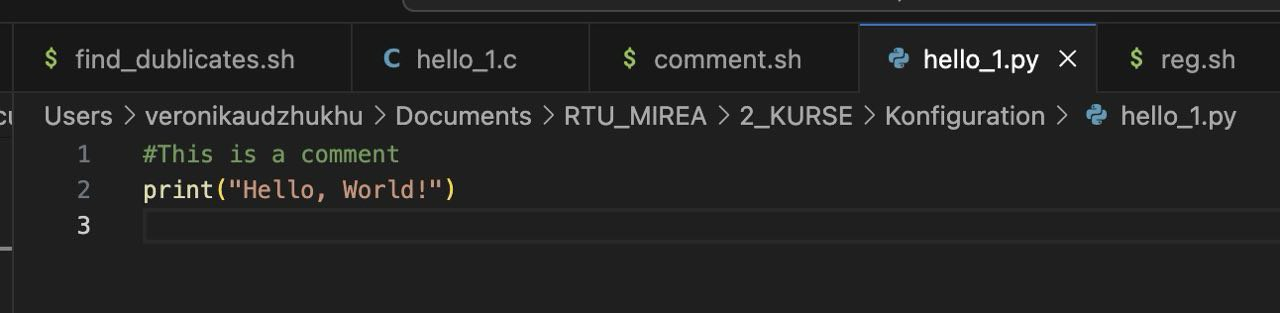 $ find_dublicates.sh C hello_1.c $ comment.sh hello_1.py × $ reg.sh
Users > veronikaudzhukhu > Documents > RTU_MIREA > 2_KURSE > Konfiguration > hello_1.py
1 #This is a comment
2 print("Hello, World!")
3